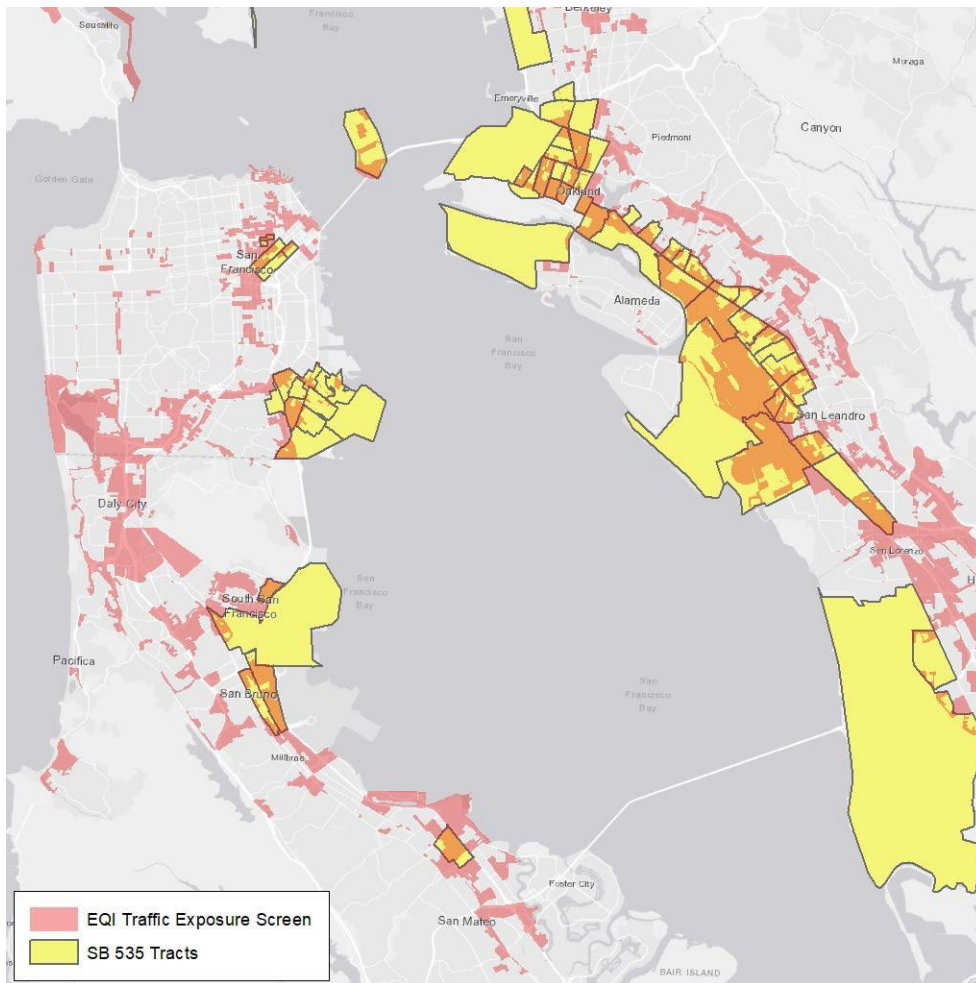 Sausalito
San
Francisco
Bay
Berkeley
Moraga
Emeryville
Canyon
Piedmont
Golden Gate
Oakland
San
Francisco
Alameda
San
Francisco
Bay
San Leandro
Daly City
San Lorenzo
H
South San
Francisco
San
Francisco
Bay
Pacifica
San Bruno
San
Francisco
Bay
Millbrae
Foster City
San Mateo
BAIR ISLAND
EQI Traffic Exposure Screen
SB 535 Tracts